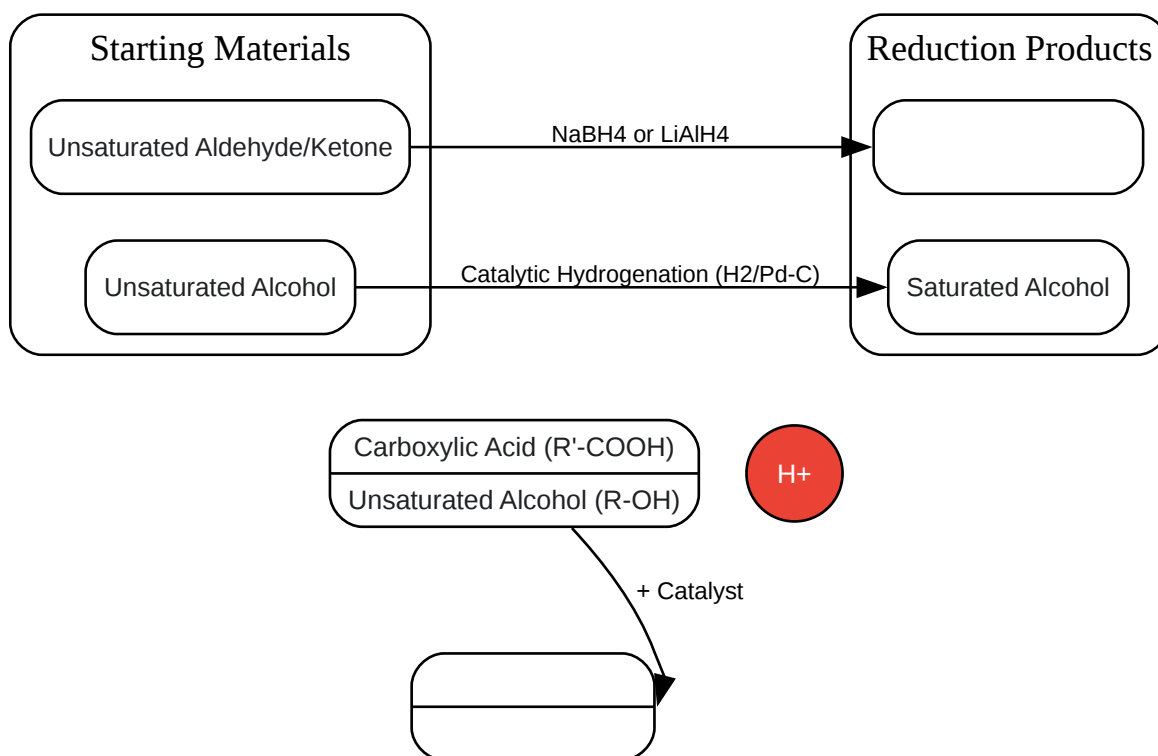 Starting Materials
Reduction Products
Unsaturated Aldehyde/Ketone
NaBH4 or LiAlH4
Unsaturated Alcohol
Catalytic Hydrogenation (H2/Pd-C)
Saturated Alcohol
Carboxylic Acid (R'-COOH)
Unsaturated Alcohol (R-OH)
H+
+ Catalyst